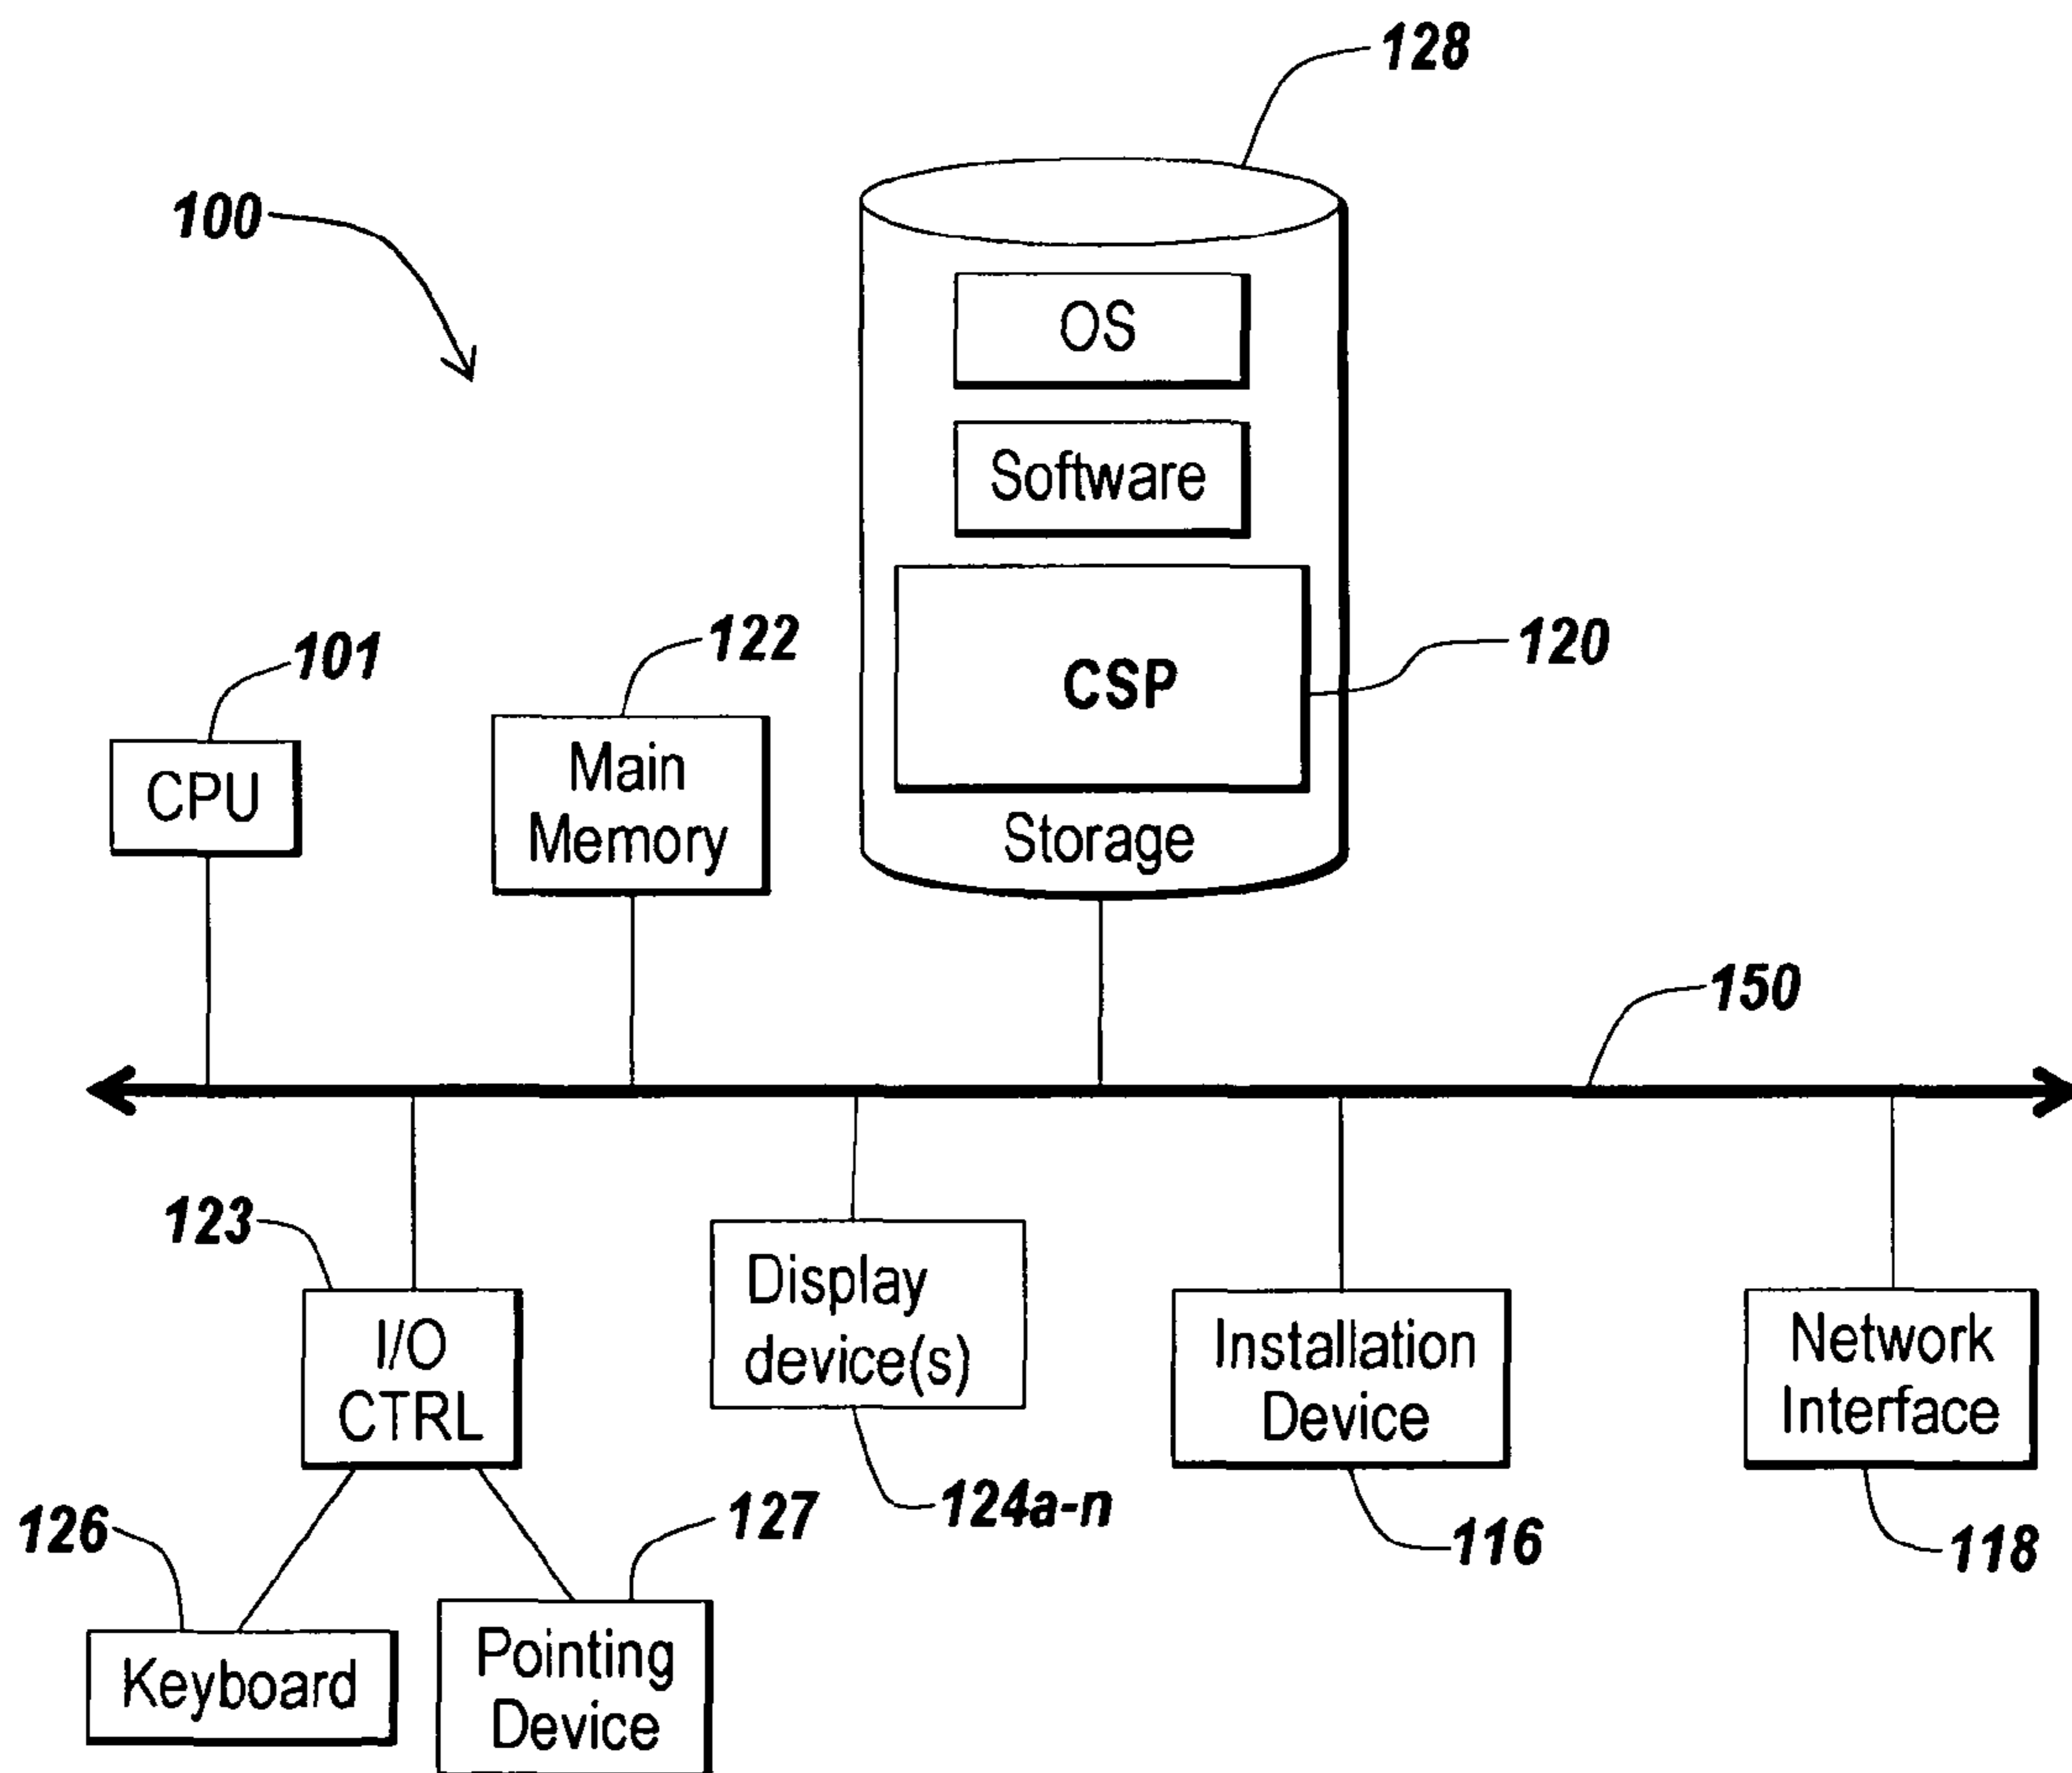 128
100
OS
Software
CSP
120
Storage
101
CPU
122
Main
Memory
150
123
I/O
CTRL
Display
device(s)
124a-n
Installation
Device
116
Network
Interface
118
126
Keyboard
127
Pointing
Device